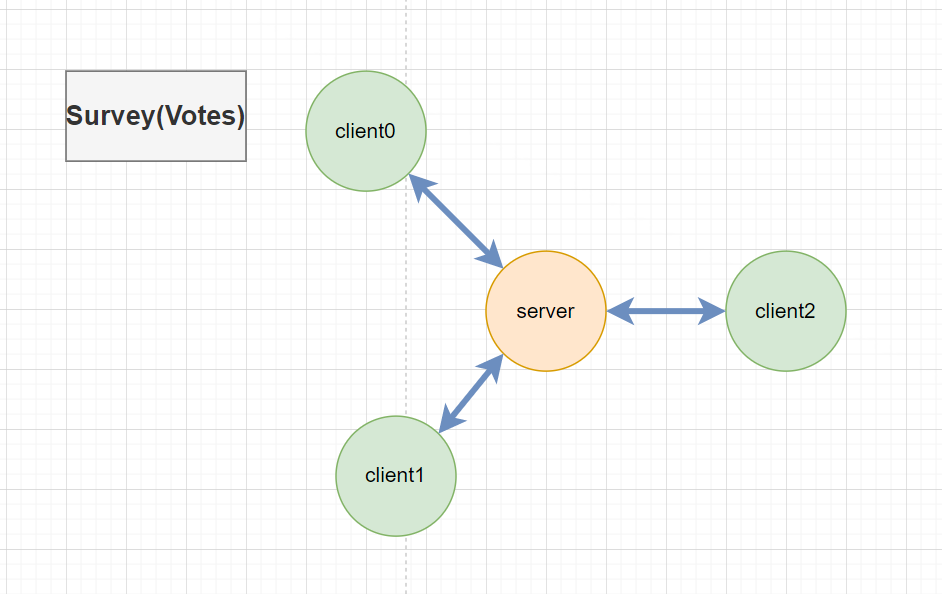 Survey(Votes)
client0
server
client2
client1